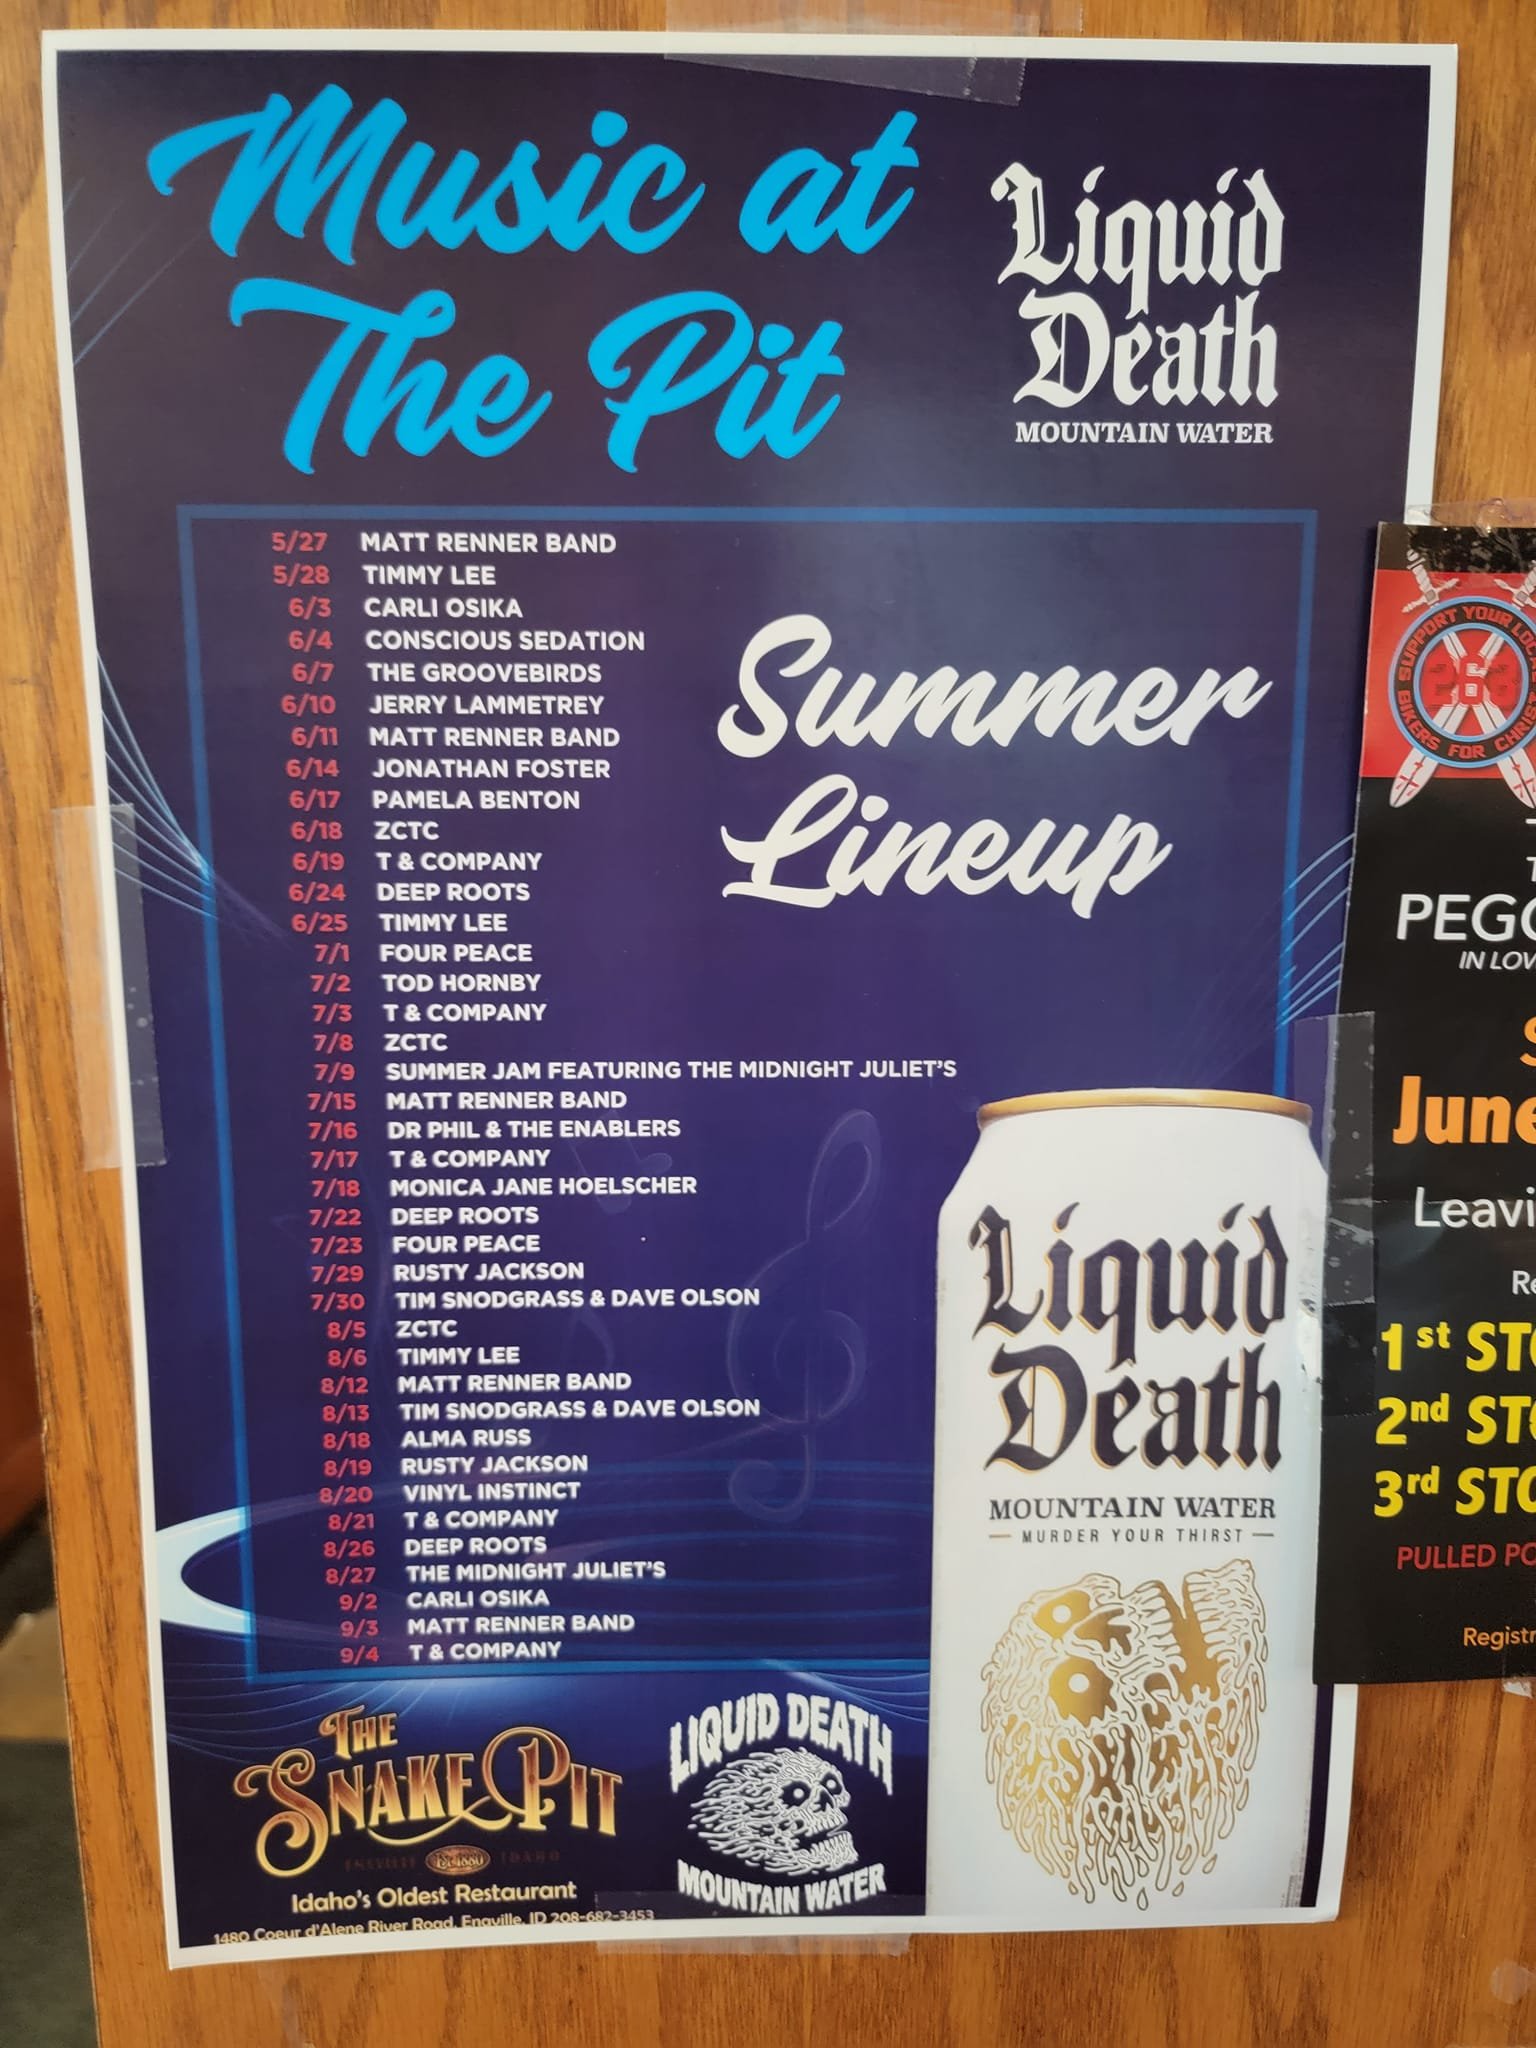 Music at
The Pit
Liquid
Death
MOUNTAIN WATER
5/27 MATT RENNER BAND
5/28 TIMMY LEE
6/3 CARLI OSIKA
6/4 CONSCIOUS SEDATION
6/7 THE GROOVEBIRDS
6/10 JERRY LAMMETREY
6/11 MATT RENNER BAND
6/14 JONATHAN FOSTER
6/17 PAMELA BENTON
6/18 ZCTC
6/19 T & COMPANY
6/24 DEEP ROOTS
6/25 TIMMY LEE
7/1 FOUR PEACE
7/2 TOD HORNBY
7/3 T & COMPANY
7/8 ZCTC
7/9 SUMMER JAM FEATURING THE MIDNIGHT JULIET'S
7/15 MATT RENNER BAND
7/16 DR PHIL & THE ENABLERS
7/17 T & COMPANY
7/18 MONICA JANE HOELSCHER
7/22 DEEP ROOTS
7/23 FOUR PEACE
7/29 RUSTY JACKSON
7/30 TIM SNODGRASS & DAVE OLSON
8/5 ZCTC
8/6 TIMMY LEE
8/12 MATT RENNER BAND
8/13 TIM SNODGRASS & DAVE OLSON
8/18 ALMA RUSS
8/19 RUSTY JACKSON
8/20 VINYL INSTINCT
8/21 T & COMPANY
8/26 DEEP ROOTS
8/27 THE MIDNIGHT JULIET'S
9/2 CARLI OSIKA
9/3 MATT RENNER BAND
9/4 T & COMPANY
Summer
Lineup
Liquid
Death
MOUNTAIN WATER
MURDER YOUR THIRST
THE
SNAKE PIT
ENAVILLE EST. 1880 IDAHO
Idaho's Oldest Restaurant
1480 Coeur d'Alene River Road, Enaville, ID 208-682-3453
LIQUID DEATH
MOUNTAIN WATER
SUPPORT YOUR LOCAL
BIKERS FOR CHRIST
PEGG
IN LOV
June
Leavi
Re
1st STO
2nd STO
3rd STO
PULLED PO
Registr